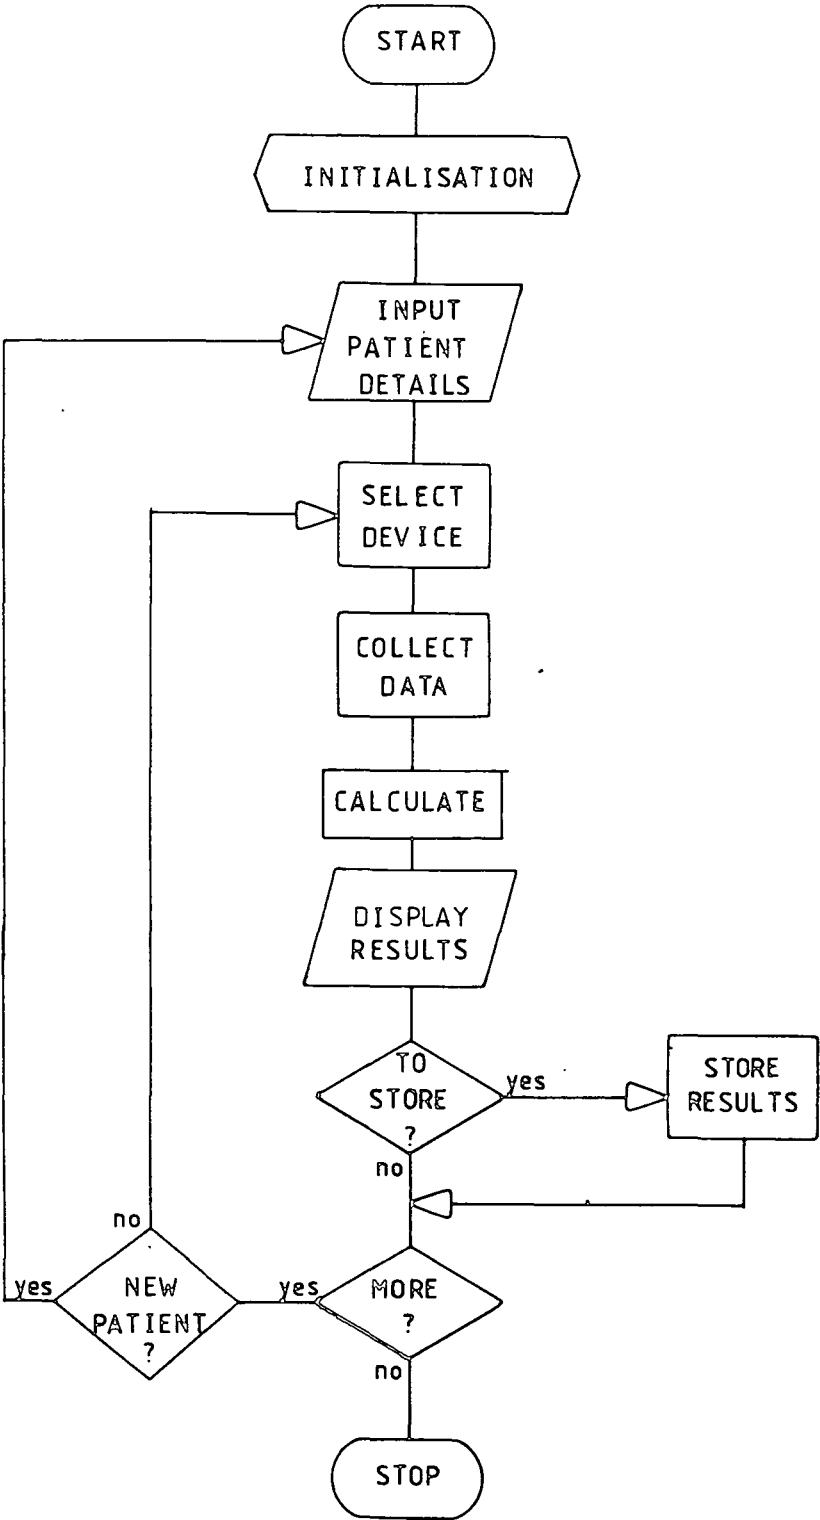 START
INITIALISATION
INPUT
PATIENT
DETAILS
SELECT
DEVICE
COLLECT
DATA
CALCULATE
DISPLAY
RESULTS
TO
STORE
?
yes
STORE
RESULTS
no
MORE
?
yes
NEW
PATIENT
?
no
yes
no
STOP